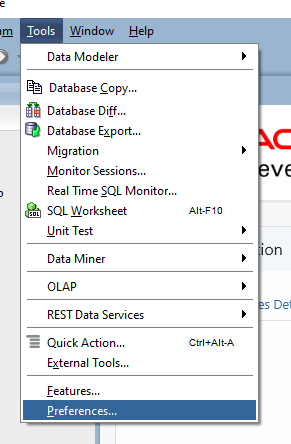 Tools Window Help
Data Modeler
Database Copy...
Database Diff...
Database Export...
Migration
Monitor Sessions...
Real Time SQL Monitor...
SQL Worksheet Alt-F10
Unit Test
Data Miner
OLAP
REST Data Services
Quick Action... Ctrl+Alt-A
External Tools...
Features...
Preferences...